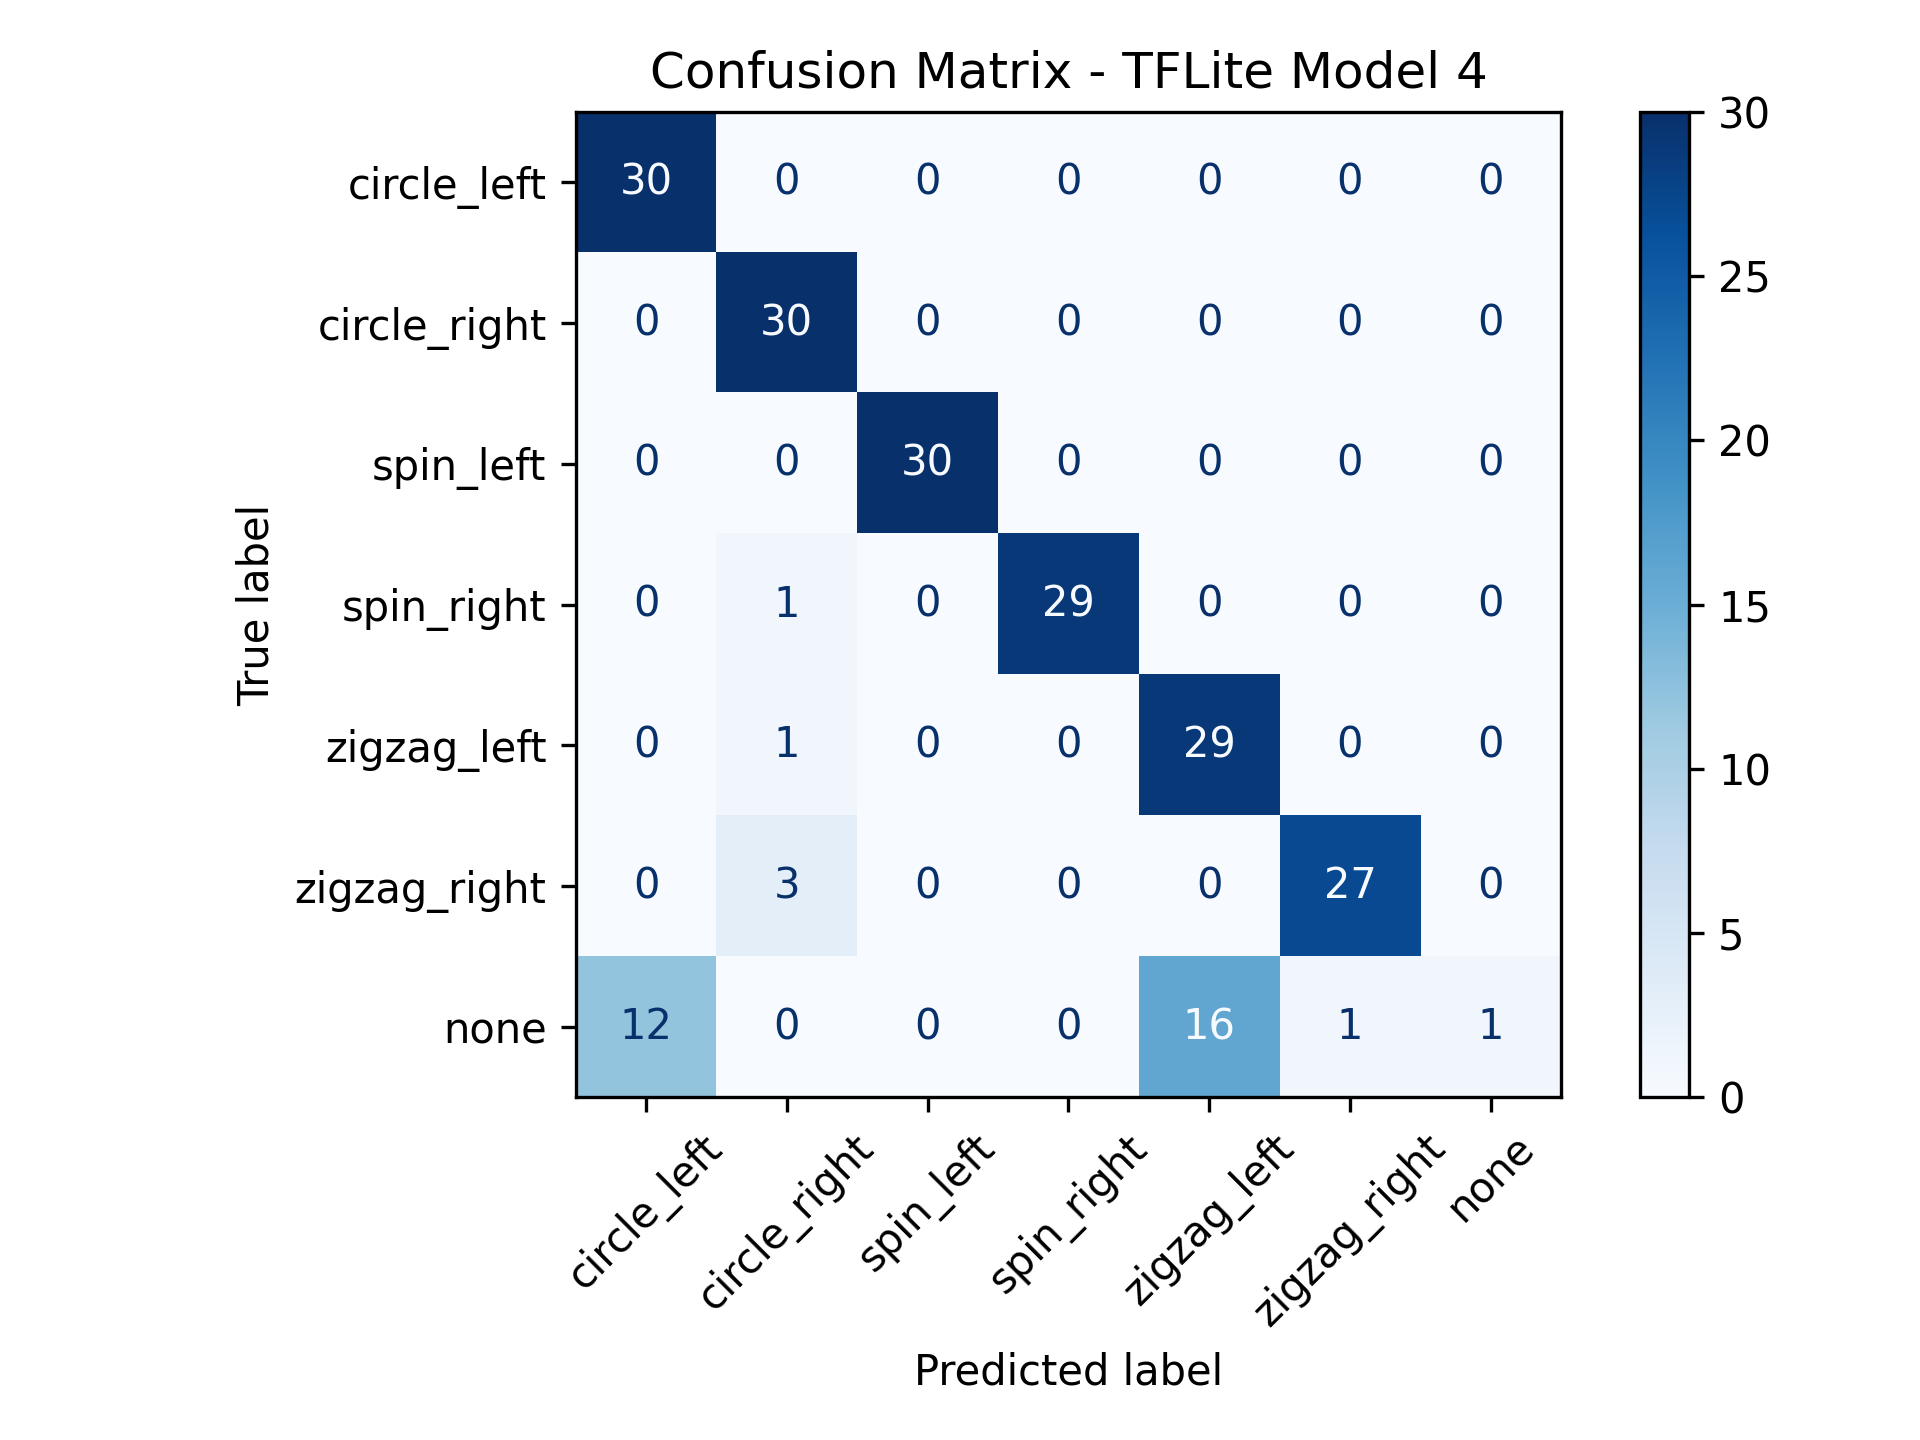 Confusion Matrix - TFLite Model 4
True label
circle_left 30 0 0 0 0 0 0
circle_right 0 30 0 0 0 0 0
spin_left 0 0 30 0 0 0 0
spin_right 0 1 0 29 0 0 0
zigzag_left 0 1 0 0 29 0 0
zigzag_right 0 3 0 0 0 27 0
none 12 0 0 0 16 1 1
circle_left circle_right spin_left spin_right zigzag_left zigzag_right none
Predicted label
30
25
20
15
10
5
0